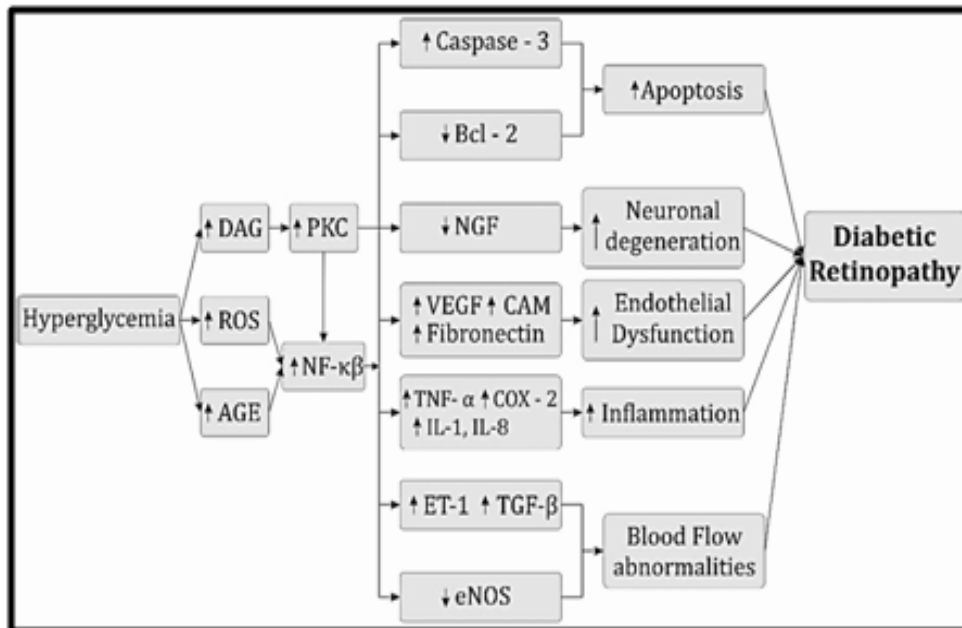 ↑ Caspase - 3
↑Apoptosis
↓ Bcl - 2
↑ DAG
↑ PKC
↓ NGF
↑ Neuronal
degeneration
Diabetic
Retinopathy
Hyperglycemia
↑ ROS
↑ NF-κβ
↑ VEGF ↑ CAM
↑ Fibronectin
↑ Endothelial
Dysfunction
↑ AGE
↑TNF- α ↑COX - 2
↑ IL-1, IL-8
↑ Inflammation
↑ ET-1 ↑ TGF-β
Blood Flow
abnormalities
↓ eNOS